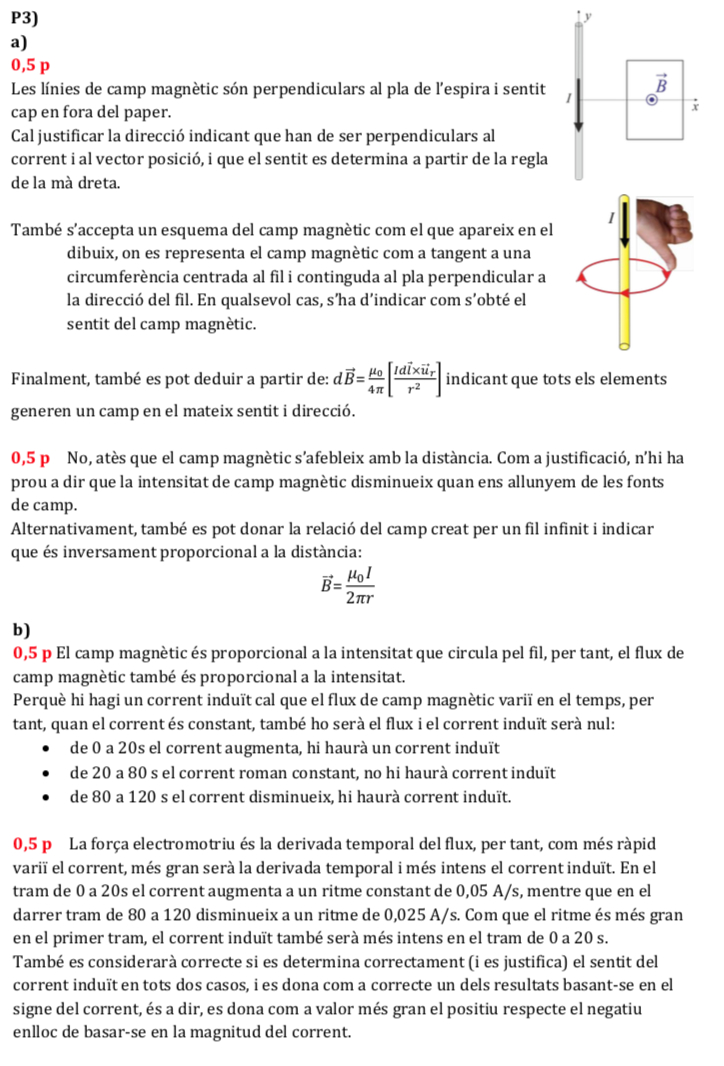 P3)
a)
0,5 p
Les línies de camp magnètic són perpendiculars al pla de l'espira i sentit
cap en fora del paper.
Cal justificar la direcció indicant que han de ser perpendiculars al
corrent i al vector posició, i que el sentit es determina a partir de la regla
de la mà dreta.
y
I
B⃗
x
També s'accepta un esquema del camp magnètic com el que apareix en el
dibuix, on es representa el camp magnètic com a tangent a una
circumferència centrada al fil i continguda al pla perpendicular a
la direcció del fil. En qualsevol cas, s'ha d'indicar com s'obté el
sentit del camp magnètic.
I
Finalment, també es pot deduir a partir de: dB⃗=μ₀/4π [Idl⃗×u⃗ᵣ/r²] indicant que tots els elements
generen un camp en el mateix sentit i direcció.
0,5 p No, atès que el camp magnètic s'afebleix amb la distància. Com a justificació, n'hi ha
prou a dir que la intensitat de camp magnètic disminueix quan ens allunyem de les fonts
de camp.
Alternativament, també es pot donar la relació del camp creat per un fil infinit i indicar
que és inversament proporcional a la distància:
B⃗=μ₀I/2πr
b)
0,5 p El camp magnètic és proporcional a la intensitat que circula pel fil, per tant, el flux de
camp magnètic també és proporcional a la intensitat.
Perquè hi hagi un corrent induït cal que el flux de camp magnètic variï en el temps, per
tant, quan el corrent és constant, també ho serà el flux i el corrent induït serà nul:
• de 0 a 20s el corrent augmenta, hi haurà un corrent induït
• de 20 a 80 s el corrent roman constant, no hi haurà corrent induït
• de 80 a 120 s el corrent disminueix, hi haurà corrent induït.
0,5 p La força electromotriu és la derivada temporal del flux, per tant, com més ràpid
variï el corrent, més gran serà la derivada temporal i més intens el corrent induït. En el
tram de 0 a 20s el corrent augmenta a un ritme constant de 0,05 A/s, mentre que en el
darrer tram de 80 a 120 disminueix a un ritme de 0,025 A/s. Com que el ritme és més gran
en el primer tram, el corrent induït també serà més intens en el tram de 0 a 20 s.
També es considerarà correcte si es determina correctament (i es justifica) el sentit del
corrent induït en tots dos casos, i es dona com a correcte un dels resultats basant-se en el
signe del corrent, és a dir, es dona com a valor més gran el positiu respecte el negatiu
enlloc de basar-se en la magnitud del corrent.